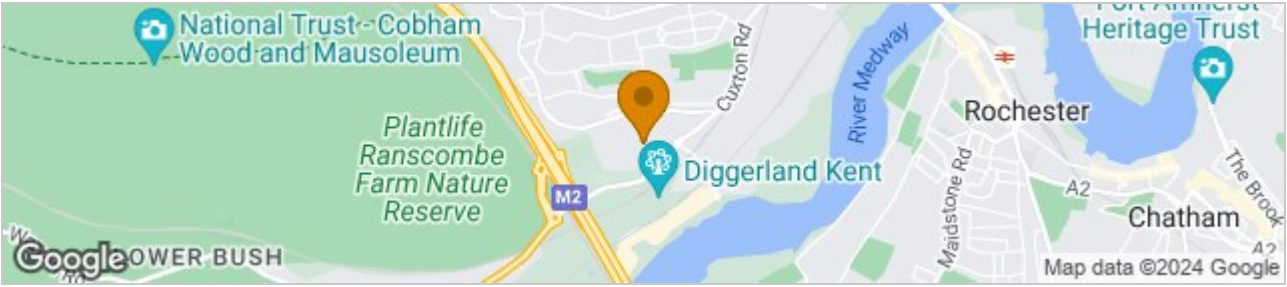 National Trust - Cobham
Wood and Mausoleum
Plantlife
Ranscombe
Farm Nature
Reserve
M2
Cuxton Rd
Diggerland Kent
River Medway
Fort Amherst
Heritage Trust
Rochester
Maidstone Rd
A2
The Brook
Chatham
A2
Rd
Google
OWER BUSH
Map data ©2024 Google